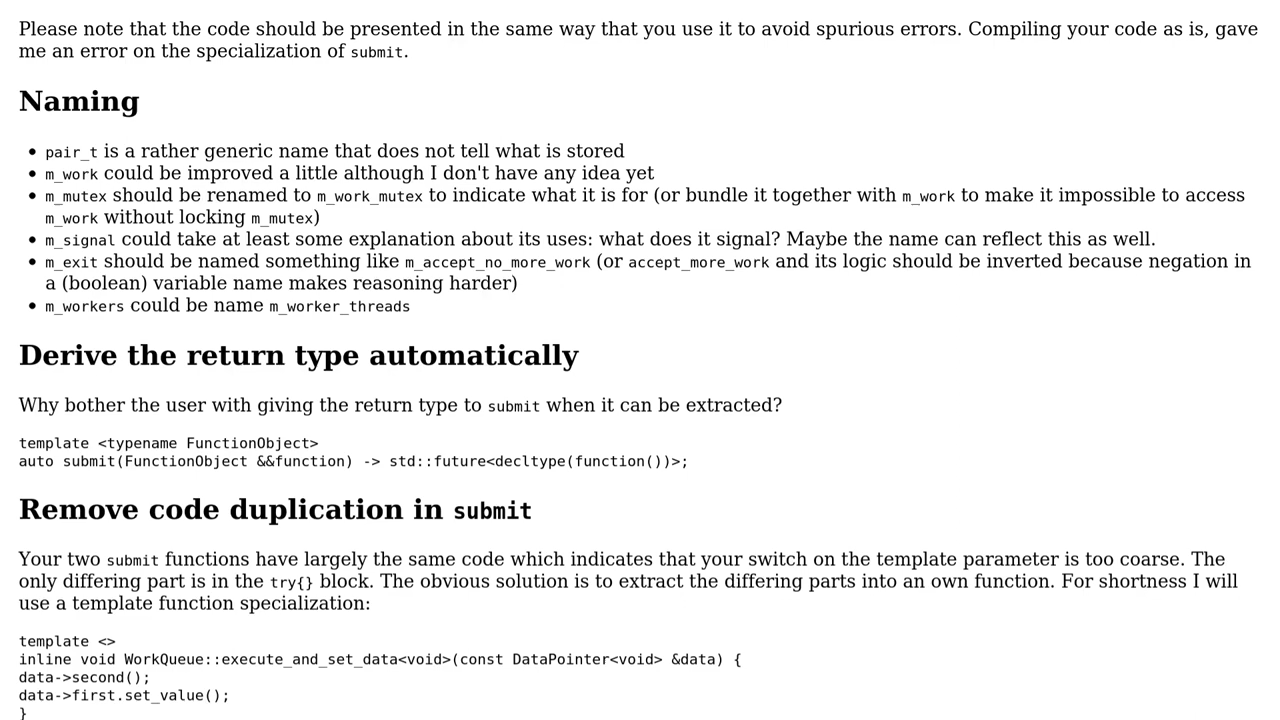 Please note that the code should be presented in the same way that you use it to avoid spurious errors. Compiling your code as is, gave
me an error on the specialization of submit.
Naming
• pair_t is a rather generic name that does not tell what is stored
• m_work could be improved a little although I don't have any idea yet
• m_mutex should be renamed to m_work_mutex to indicate what it is for (or bundle it together with m_work to make it impossible to access
m_work without locking m_mutex)
• m_signal could take at least some explanation about its uses: what does it signal? Maybe the name can reflect this as well.
• m_exit should be named something like m_accept_no_more_work (or accept_more_work and its logic should be inverted because negation in
a (boolean) variable name makes reasoning harder)
• m_workers could be name m_worker_threads
Derive the return type automatically
Why bother the user with giving the return type to submit when it can be extracted?
template <typename FunctionObject>
auto submit(FunctionObject &&function) -> std::future<decltype(function())>;
Remove code duplication in submit
Your two submit functions have largely the same code which indicates that your switch on the template parameter is too coarse. The
only differing part is in the try{} block. The obvious solution is to extract the differing parts into an own function. For shortness I will
use a template function specialization:
template <>
inline void WorkQueue::execute_and_set_data<void>(const DataPointer<void> &data) {
data->second();
data->first.set_value();
}